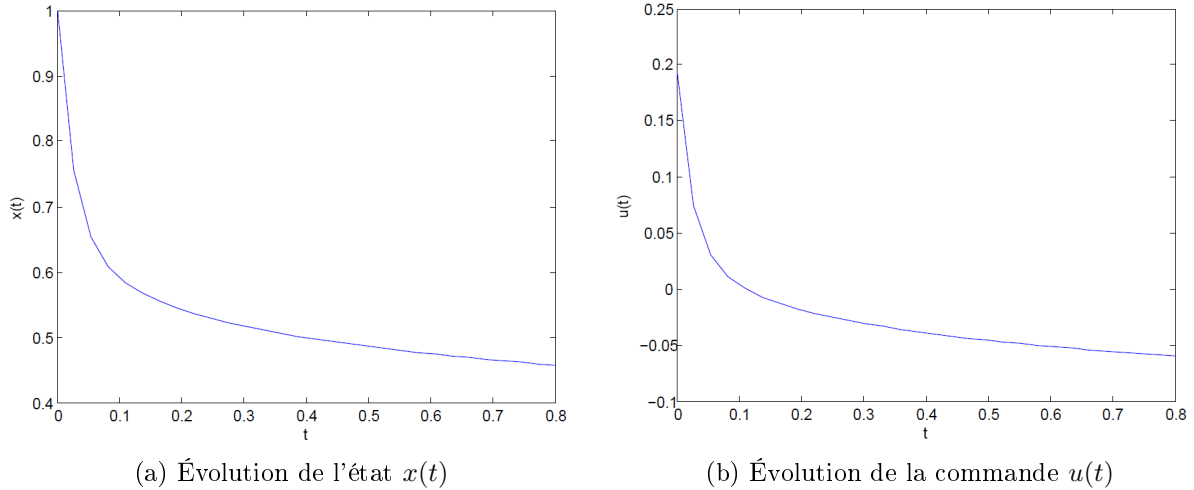 1
0.9
0.8
0.7
0.6
0.5
0.4
0 0.1 0.2 0.3 0.4 0.5 0.6 0.7 0.8
x(t)
t
(a) Évolution de l'état x(t)
0.25
0.2
0.15
0.1
0.05
0
−0.05
−0.1
0 0.1 0.2 0.3 0.4 0.5 0.6 0.7 0.8
u(t)
t
(b) Évolution de la commande u(t)